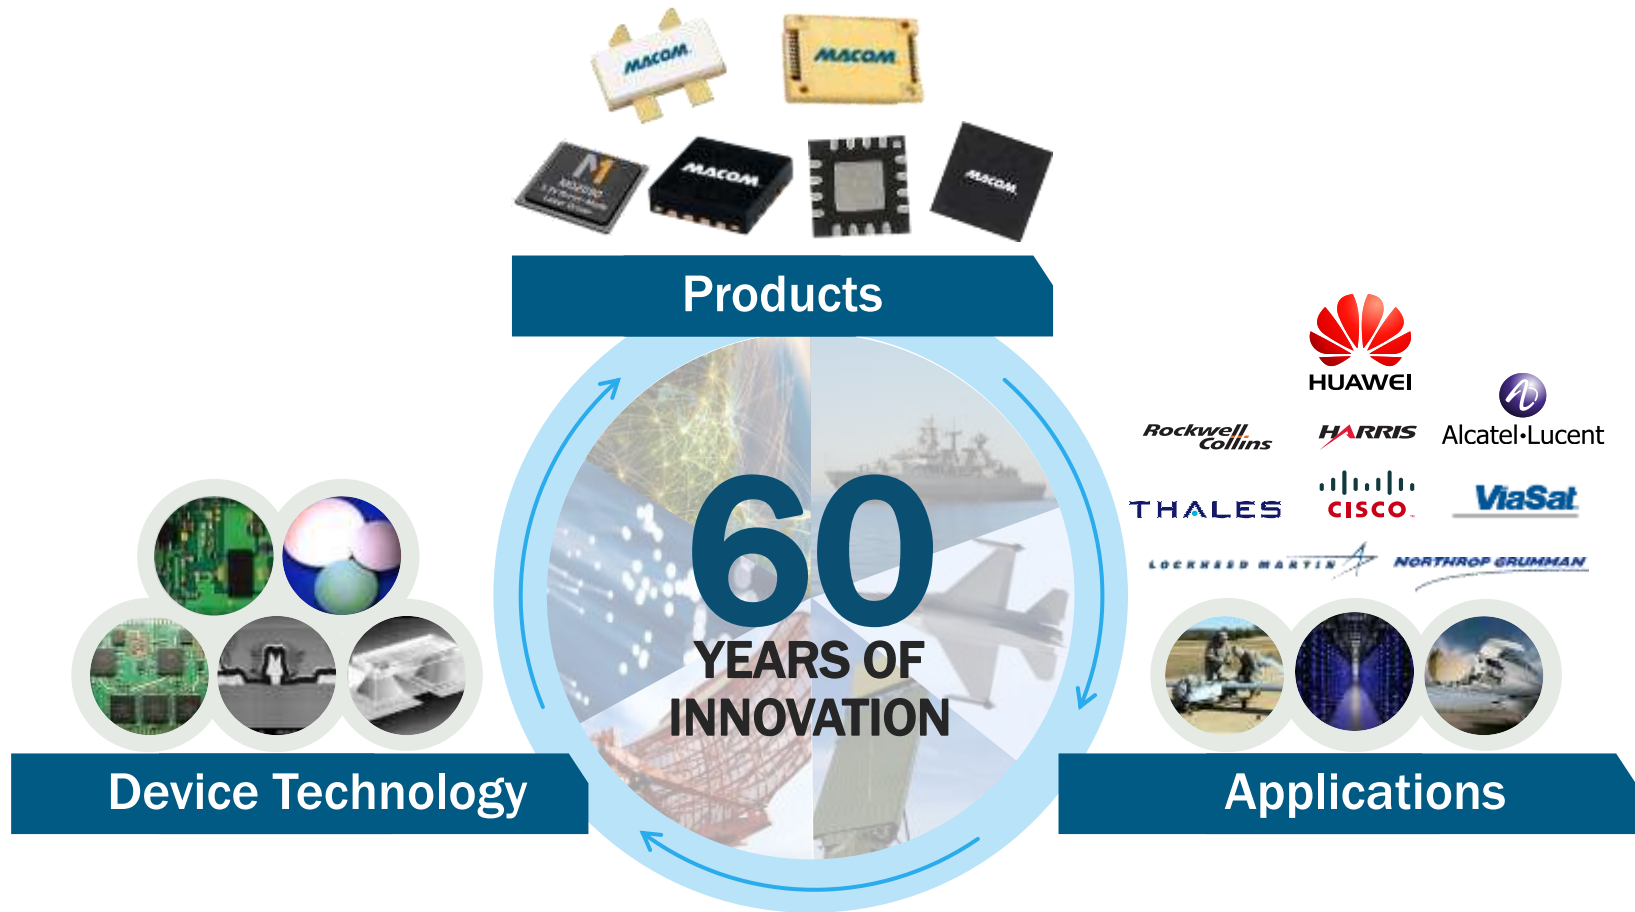 MACOM
MACOM
M
MACOM
MACOM
Products
HUAWEI
Rockwell
Collins
HARRIS
Alcatel•Lucent
THALES
CISCO
ViaSat
LOCKHEED MARTIN
NORTHROP GRUMMAN
60
YEARS OF
INNOVATION
Device Technology
Applications